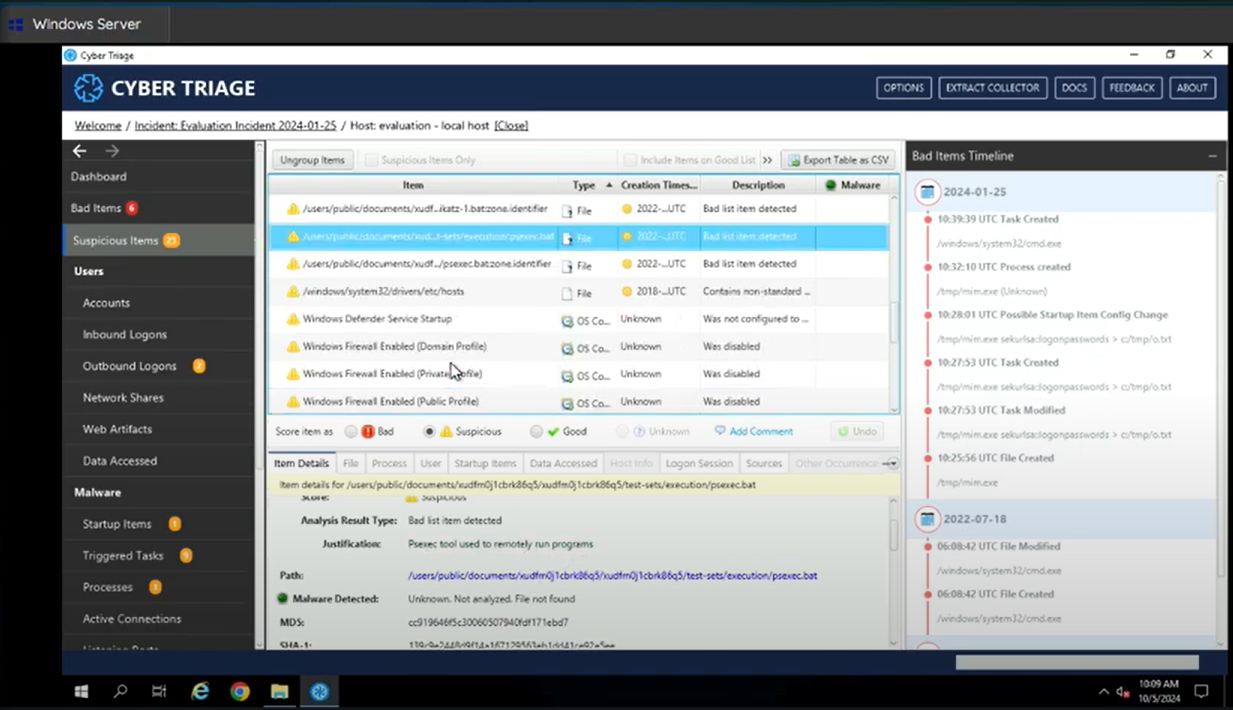 Windows Server
Cyber Triage
CYBER TRIAGE
OPTIONS EXTRACT COLLECTOR DOCS FEEDBACK ABOUT
Welcome / Incident: Evaluation Incident 2024-01-25 / Host: evaluation - local host [Close]
Dashboard
Bad Items 6
Suspicious Items 21
Users
Accounts
Inbound Logons
Outbound Logons 2
Network Shares
Web Artifacts
Data Accessed
Malware
Startup Items 1
Triggered Tasks 9
Processes 1
Active Connections
Listening Ports
Ungroup Items Suspicious Items Only Include Items on Good List >> Export Table as CSV
Item Type Creation Times... Description Malware
/users/public/documents/xudf...ikatz-1.bat:zone.identifier File 2022-...UTC Bad list item detected
/users/public/documents/xud...t-sets/execution/psexec.bat File 2022-...UTC Bad list item detected
/users/public/documents/xudf.../psexec.bat:zone.identifier File 2022-...UTC Bad list item detected
/windows/system32/drivers/etc/hosts File 2018-...UTC Contains non-standard ...
Windows Defender Service Startup OS Co... Unknown Was not configured to ...
Windows Firewall Enabled (Domain Profile) OS Co... Unknown Was disabled
Windows Firewall Enabled (Private Profile) OS Co... Unknown Was disabled
Windows Firewall Enabled (Public Profile) OS Co... Unknown Was disabled
Score item as Bad Suspicious Good Unknown Add Comment Undo
Item Details File Process User Startup Items Data Accessed Host Info Logon Session Sources Other Occurrence
Item details for /users/public/documents/xudfm0j1cbrk86q5/xudfm0j1cbrk86q5/test-sets/execution/psexec.bat
Score: Suspicious
Analysis Result Type: Bad list item detected
Justification: Psexec tool used to remotely run programs
Path: /users/public/documents/xudfm0j1cbrk86q5/xudfm0j1cbrk86q5/test-sets/execution/psexec.bat
Malware Detected: Unknown. Not analyzed. File not found
MD5: cc919646f5c30060507940fdf171ebd7
SHA-1:
Bad Items Timeline
2024-01-25
10:39:39 UTC Task Created
/windows/system32/cmd.exe
10:32:10 UTC Process created
/tmp/mim.exe (Unknown)
10:28:01 UTC Possible Startup Item Config Change
/tmp/mim.exe sekurlsa::logonpasswords > c:/tmp/o.txt
10:27:53 UTC Task Created
/tmp/mim.exe sekurlsa::logonpasswords > c:/tmp/o.txt
10:27:53 UTC Task Modified
/tmp/mim.exe sekurlsa::logonpasswords > c:/tmp/o.txt
10:25:56 UTC File Created
/tmp/mim.exe
2022-07-18
06:08:42 UTC File Modified
/windows/system32/cmd.exe
06:08:42 UTC File Created
/windows/system32/cmd.exe
10:09 AM
10/5/2024